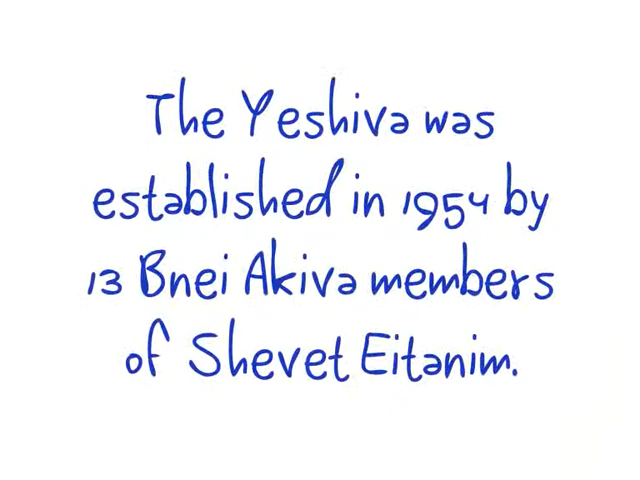 The Yeshiva was
established in 1954 by
13 Bnei Akiva members
of Shevet Eitanim.